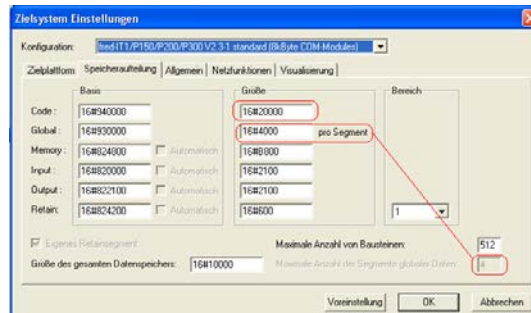 Zielsystem Einstellungen
Konfiguration: fred-IT1/P150/P200/P300 V2.3-1 standard (8kByte COM-Modules)
Zielplattform Speicheraufteilung Allgemein Netzfunktionen Visualisierung
Basis Größe Bereich
Code : 16#940000 16#20000
Global : 16#930000 16#4000 pro Segment
Memory : 16#824800 Automatisch 16#8800
Input : 16#820000 Automatisch 16#2100
Output : 16#822100 Automatisch 16#2100
Retain: 16#824200 Automatisch 16#600 1
Eigenes Retainsegment Maximale Anzahl von Bausteinen: 512
Größe des gesamten Datenspeichers: 16#10000 Maximale Anzahl der Segmente globaler Daten: 4
Voreinstellung OK Abbrechen